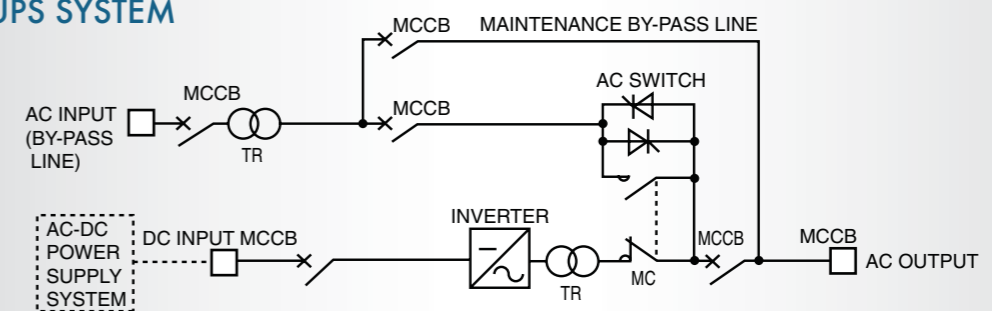 UPS SYSTEM
MCCB
MAINTENANCE BY-PASS LINE
AC SWITCH
MCCB
MCCB
AC INPUT
(BY-PASS
LINE)
TR
INVERTER
AC-DC
POWER
SUPPLY
SYSTEM
DC INPUT MCCB
MCCB
MCCB
AC OUTPUT
TR
MC